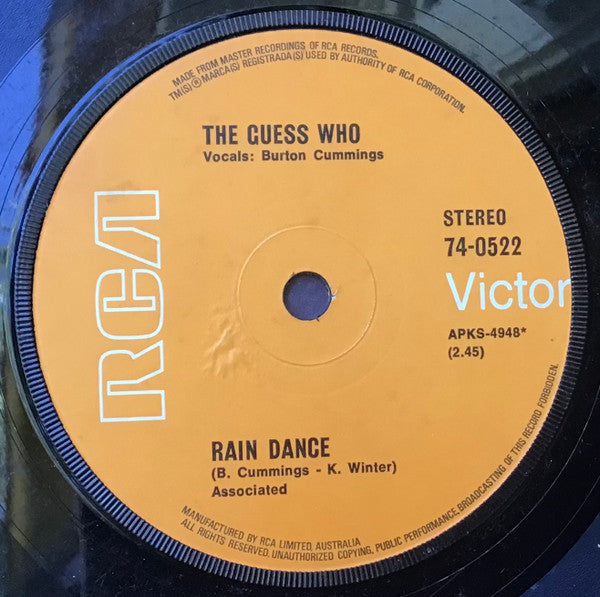 MADE FROM MASTER RECORDINGS OF RCA RECORDS.
TM(S) ® MARCA(S) REGISTRADA(S) USED BY AUTHORITY OF RCA CORPORATION.
THE GUESS WHO
Vocals: Burton Cummings
RCA
STEREO
74-0522
Victor
APKS-4948*
(2.45)
RAIN DANCE
(B. Cummings - K. Winter)
Associated
MANUFACTURED BY RCA LIMITED, AUSTRALIA
ALL RIGHTS RESERVED. UNAUTHORIZED COPYING, PUBLIC PERFORMANCE, BROADCASTING OF THIS RECORD FORBIDDEN.